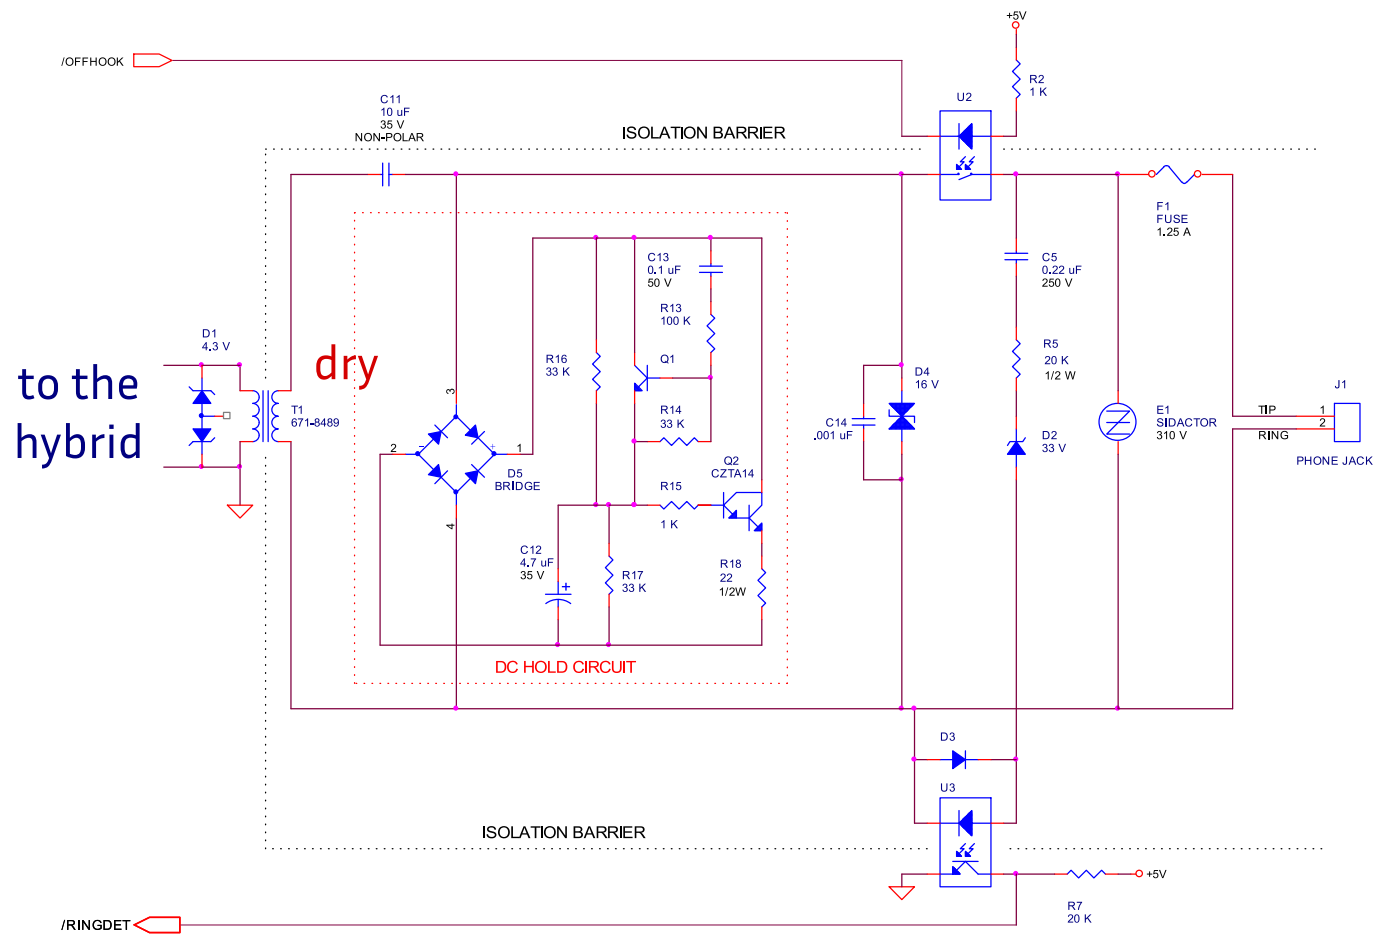 +5V
/OFFHOOK
R2
1 K
U2
C11
10 uF
35 V
NON-POLAR
ISOLATION BARRIER
F1
FUSE
1.25 A
C13
0.1 uF
50 V
C5
0.22 uF
250 V
R13
100 K
D1
4.3 V
dry
R16
33 K
Q1
R5
20 K
1/2 W
to the
hybrid
T1
671-8489
3
D4
16 V
J1
R14
33 K
C14
.001 uF
E1
SIDACTOR
310 V
TIP
1
RING
2
D2
33 V
2
1
+
-
D5
BRIDGE
Q2
CZTA14
PHONE JACK
R15
1 K
4
C12
4.7 uF
35 V
+
R17
33 K
R18
22
1/2W
DC HOLD CIRCUIT
D3
U3
ISOLATION BARRIER
+5V
R7
20 K
/RINGDET